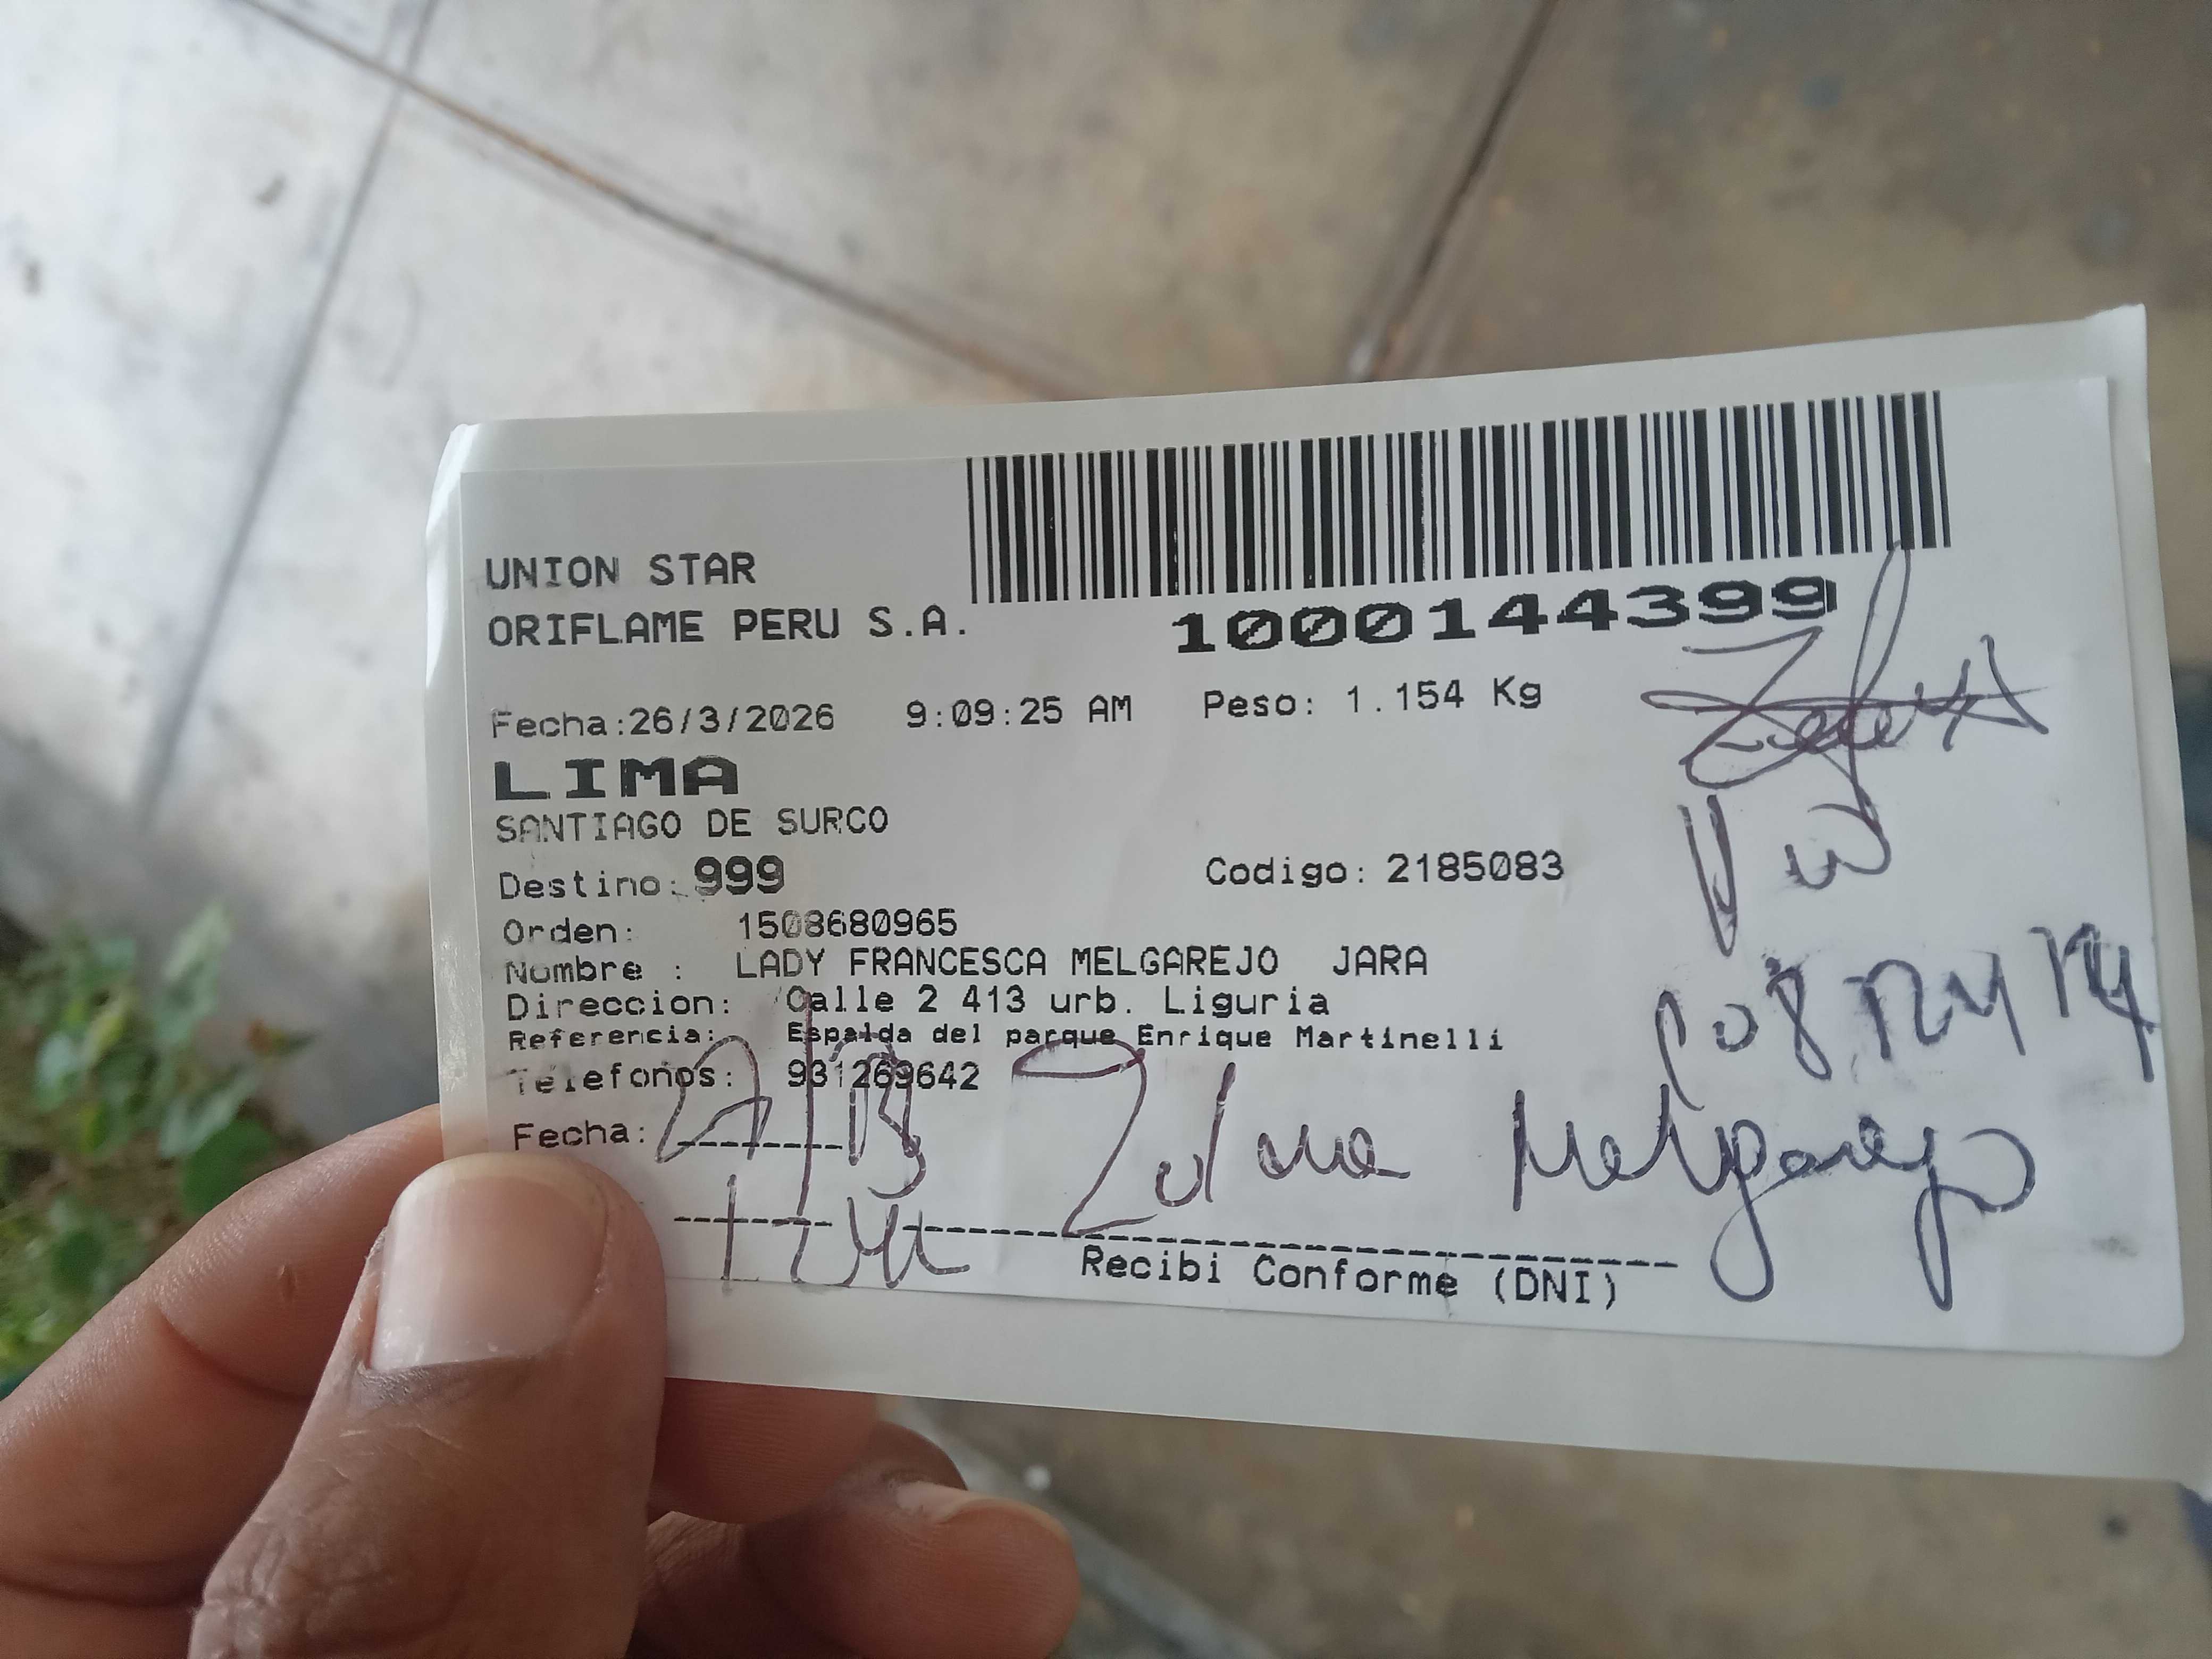 UNION STAR
ORIFLAME PERU S.A.
1000144399
Fecha:26/3/2026 9:09:25 AM Peso: 1.154 Kg
LIMA
SANTIAGO DE SURCO
Destino: 999 Codigo: 2185083
Orden: 1508680965
Nombre : LADY FRANCESCA MELGAREJO JARA
Direccion: Calle 2 413 urb. Liguria
Referencia: Espalda del parque Enrique Martinelli
Telefonos: 931269642
Fecha:
Zulma Melgarejo
Recibi Conforme (DNI)